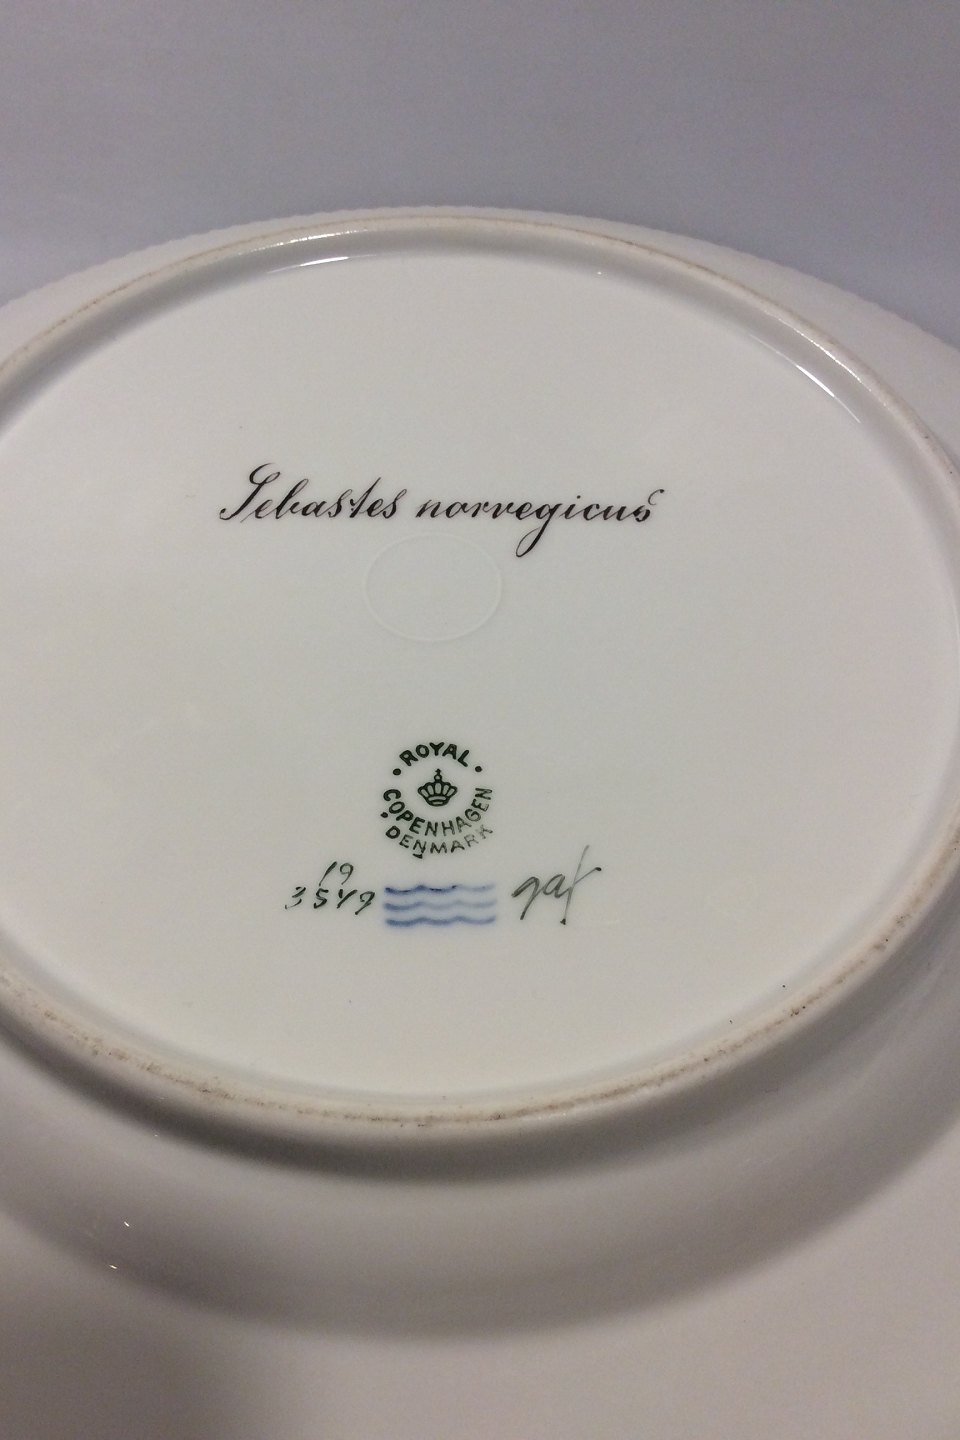 Sebastes norvegicus
ROYAL
COPENHAGEN
DENMARK
19
3549